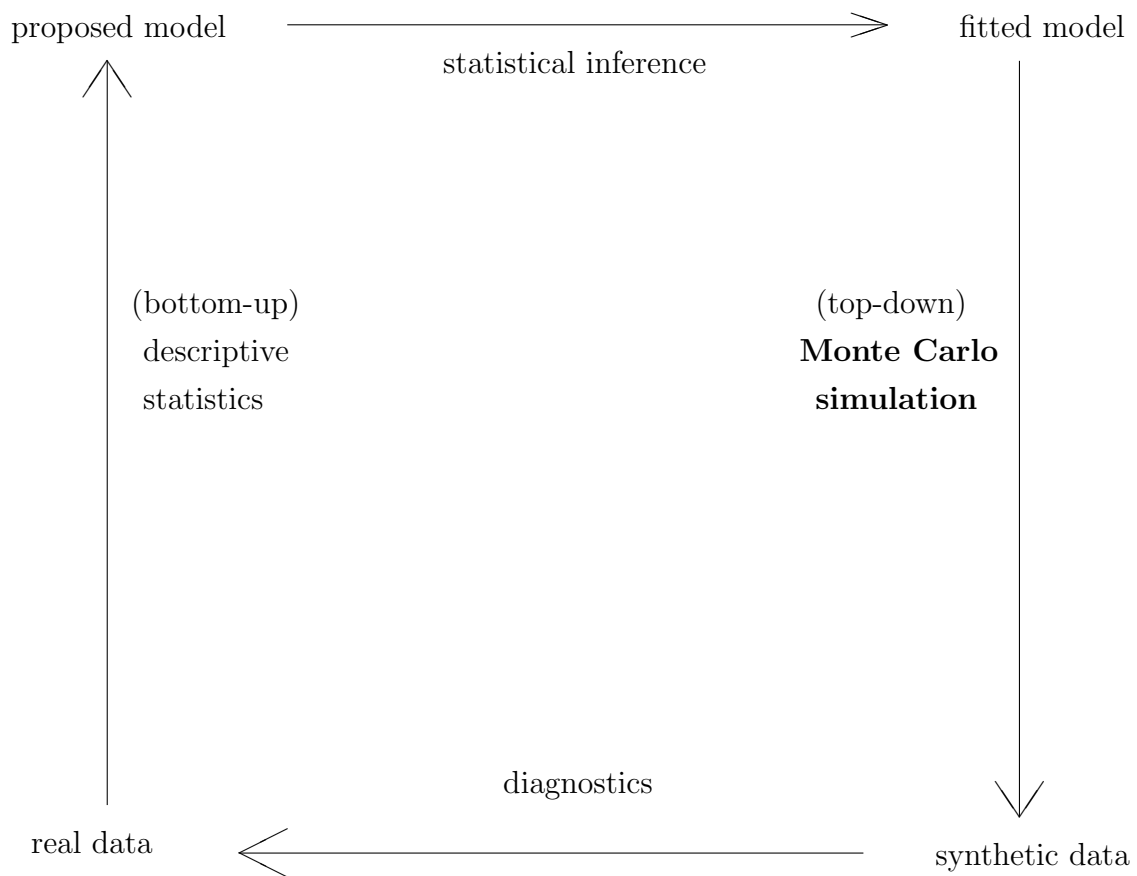 proposed model
fitted model
statistical inference
(bottom-up)
descriptive
statistics
(top-down)
Monte Carlo
simulation
diagnostics
real data
synthetic data